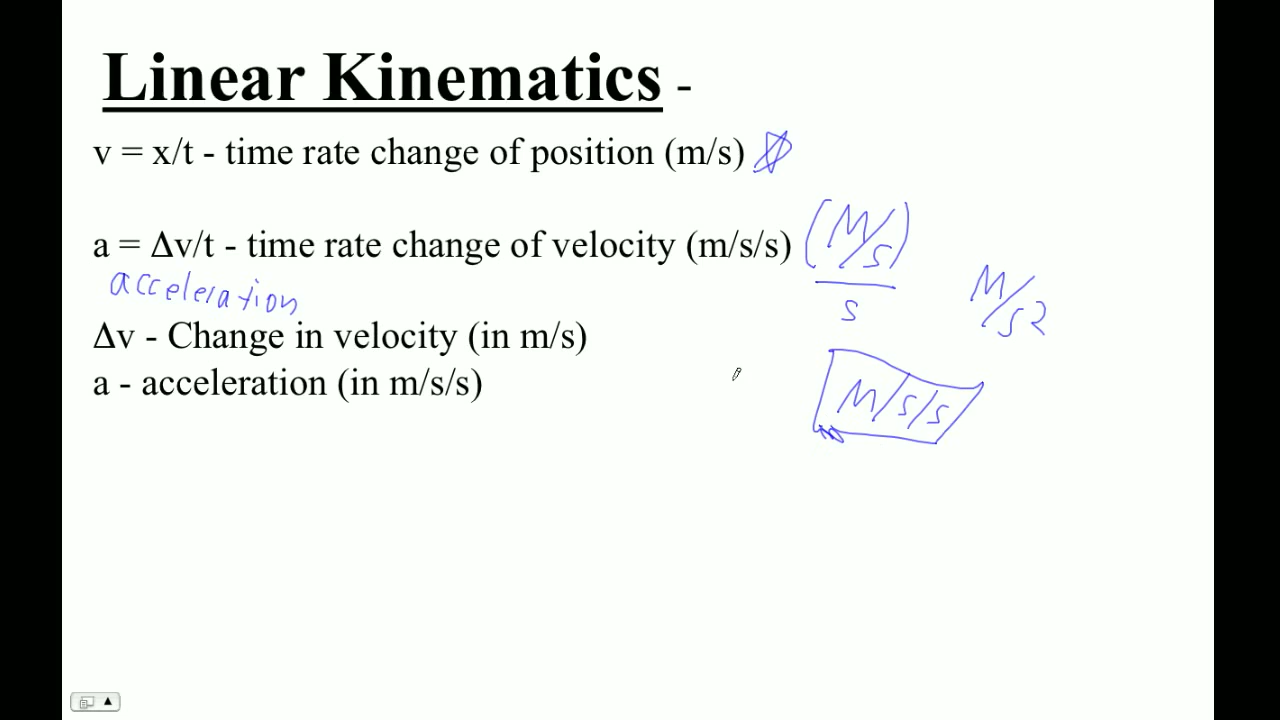 Linear Kinematics -
v = x/t - time rate change of position (m/s)
a = Δv/t - time rate change of velocity (m/s/s)
(M/s)
s
M/s2
acceleration
Δv - Change in velocity (in m/s)
a - acceleration (in m/s/s)
M/s/s